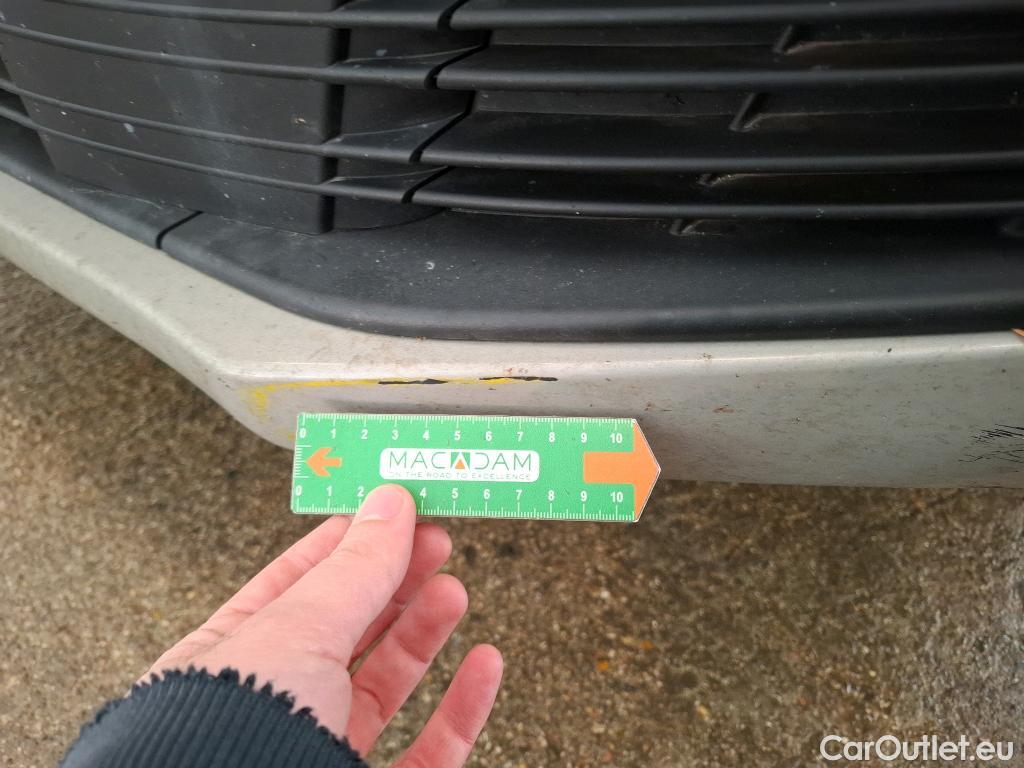 0 1 2 3 4 5 6 7 8 9 10
MACADAM
ON THE ROAD TO EXCELLENCE
0 1 2 4 5 6 7 8 9 10
CarOutlet.eu